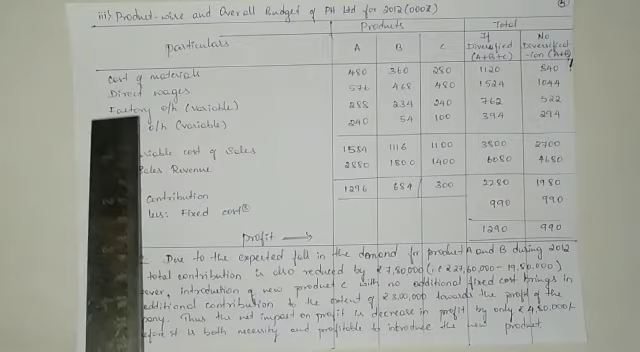 iii) Product-wise and Overall Budget of PH Ltd for 2012 (000₹)
Products Total
Particulars A B C If Diversified (A+B+C) No Diversificat-ion (A+B)
Cost of materials 480 360 280 1120 840
Direct wages 576 468 480 1524 1044
Factory o/h (variable) 288 234 240 762 522
o/h (variable) 240 54 100 394 294
variable cost of Sales 1584 1116 1100 3800 2700
Sales Revenue 2880 1800 1400 6080 4680
contribution 1296 684 300 2280 1980
Less: Fixed cost 990 990
Profit → 1290 990
Due to the expected fall in the demand for product A and B during 2012
total contribution is also reduced by ₹7,80,000 (i.e ₹27,60,000 - 19,80,000)
ever, introduction of new product C with no additional fixed cost brings in
additional contribution to the extent of ₹3,00,000 towards the profit of the
pany. Thus the net impact on profit is decrease in profit by only ₹4,80,000/-
efore it is both necessity and profitable to introduce the new product